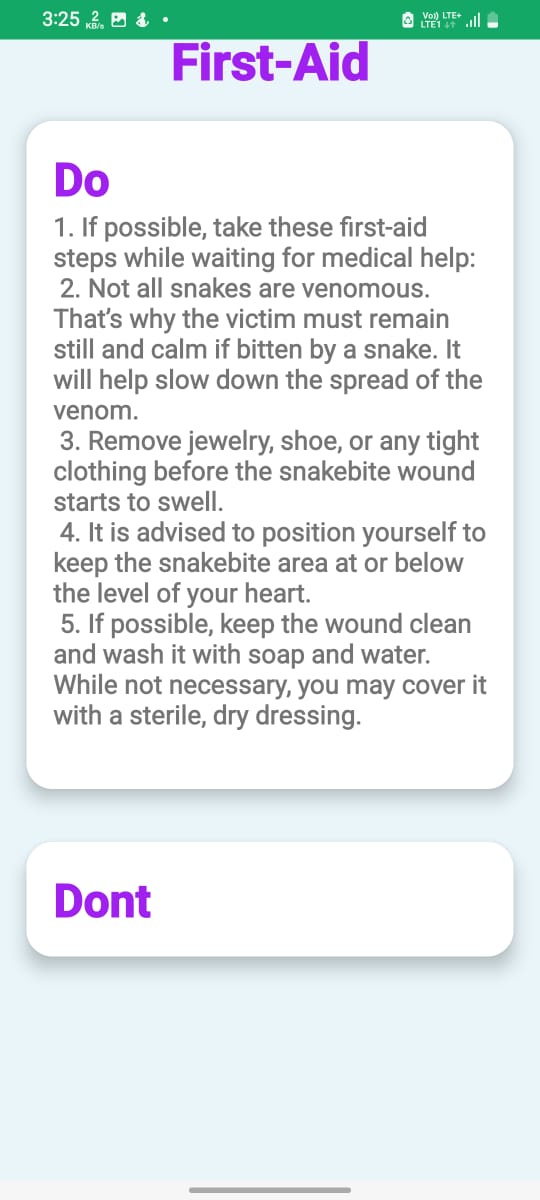 3:25 2 KB/s Vo) LTE+ LTE1
First-Aid
Do
1. If possible, take these first-aid
steps while waiting for medical help:
2. Not all snakes are venomous.
That's why the victim must remain
still and calm if bitten by a snake. It
will help slow down the spread of the
venom.
3. Remove jewelry, shoe, or any tight
clothing before the snakebite wound
starts to swell.
4. It is advised to position yourself to
keep the snakebite area at or below
the level of your heart.
5. If possible, keep the wound clean
and wash it with soap and water.
While not necessary, you may cover it
with a sterile, dry dressing.
Dont